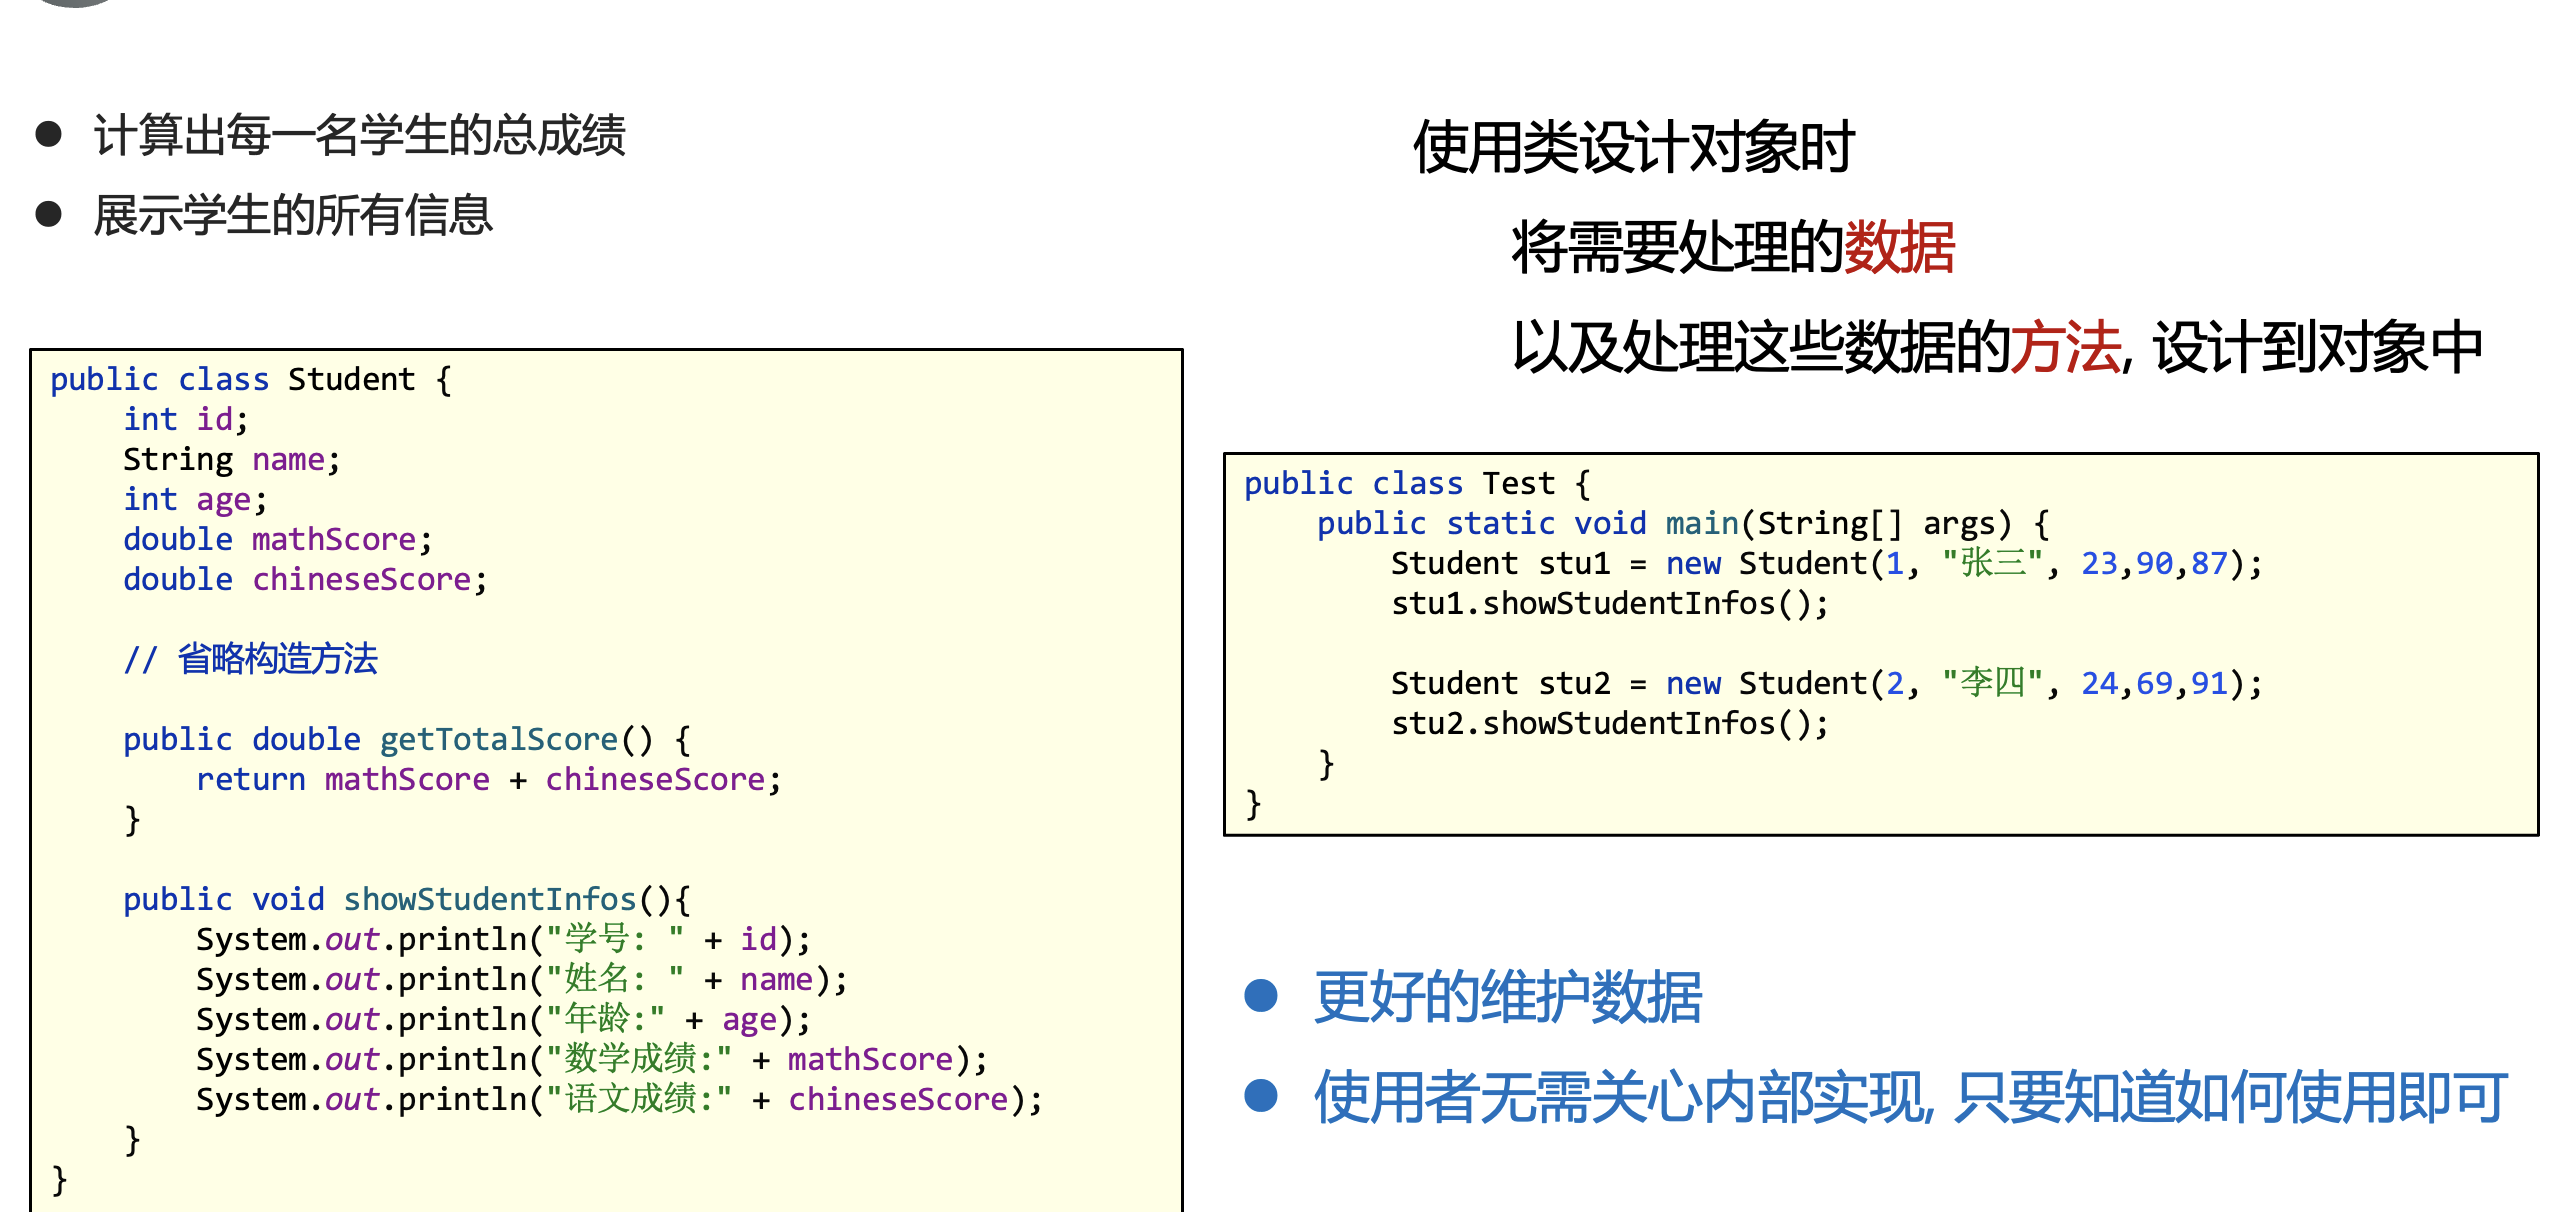 ● 计算出每一名学生的总成绩
● 展示学生的所有信息
public class Student {
    int id;
    String name;
    int age;
    double mathScore;
    double chineseScore;

    // 省略构造方法

    public double getTotalScore() {
        return mathScore + chineseScore;
    }

    public void showStudentInfos(){
        System.out.println("学号: " + id);
        System.out.println("姓名: " + name);
        System.out.println("年龄:" + age);
        System.out.println("数学成绩:" + mathScore);
        System.out.println("语文成绩:" + chineseScore);
    }
}
使用类设计对象时
将需要处理的数据
以及处理这些数据的方法, 设计到对象中
public class Test {
    public static void main(String[] args) {
        Student stu1 = new Student(1, "张三", 23,90,87);
        stu1.showStudentInfos();

        Student stu2 = new Student(2, "李四", 24,69,91);
        stu2.showStudentInfos();
    }
}
● 更好的维护数据
● 使用者无需关心内部实现, 只要知道如何使用即可